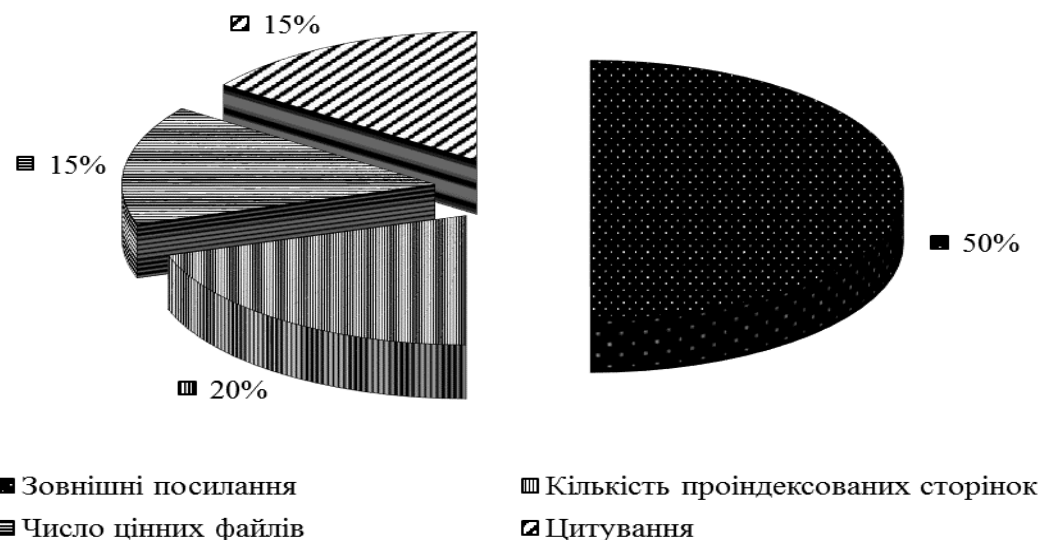 15%
15%
50%
20%
Зовнішні посилання
Кількість проіндексованих сторінок
Число цінних файлів
Цитування